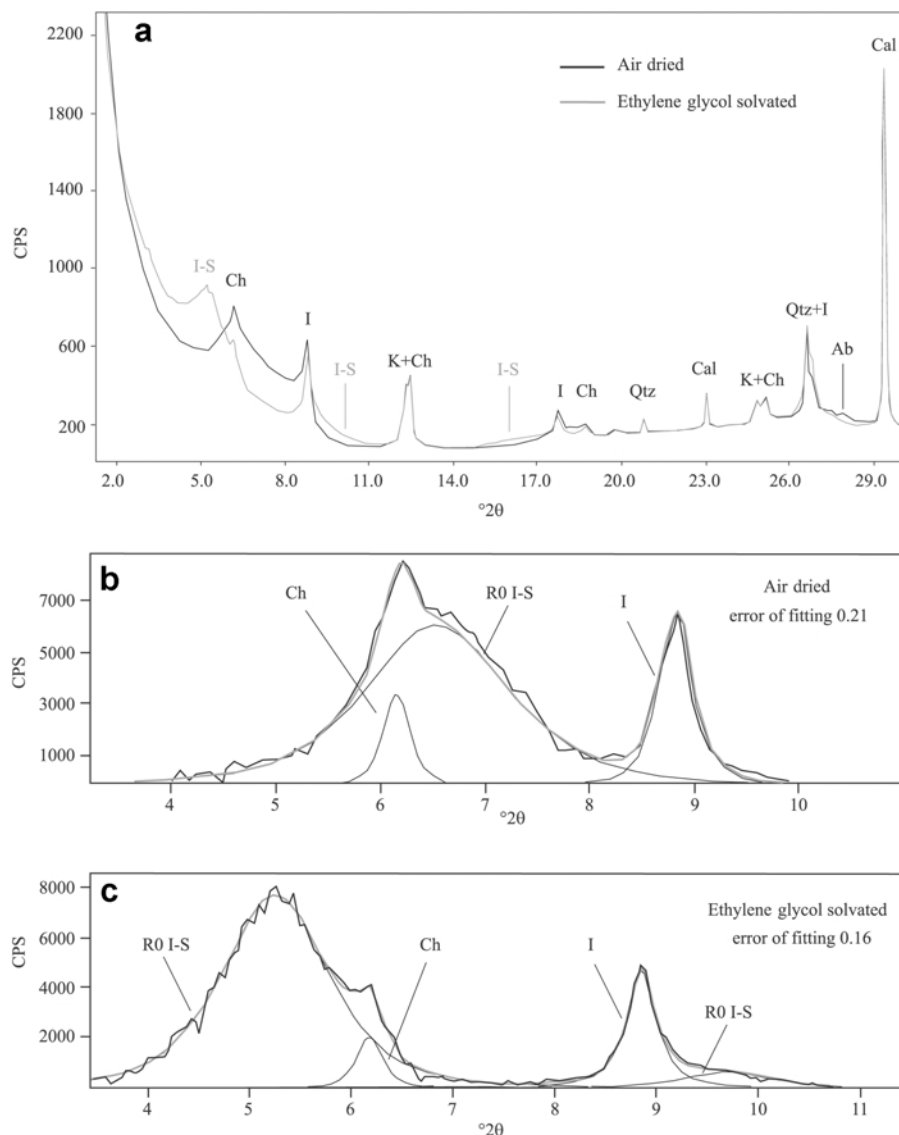 a
2200
1800
1400
1000
600
200
CPS
Air dried
Ethylene glycol solvated
I-S
Ch
I
I-S
K+Ch
I-S
I
Ch
Qtz
Cal
K+Ch
Qtz+I
Ab
Cal
2.0 5.0 8.0 11.0 14.0 17.0 20.0 23.0 26.0 29.0
°2θ
b
7000
5000
3000
1000
CPS
Ch
R0 I-S
I
Air dried
error of fitting 0.21
4 5 6 7 8 9 10
°2θ
c
8000
6000
4000
2000
CPS
R0 I-S
Ch
I
R0 I-S
Ethylene glycol solvated
error of fitting 0.16
4 5 6 7 8 9 10 11
°2θ